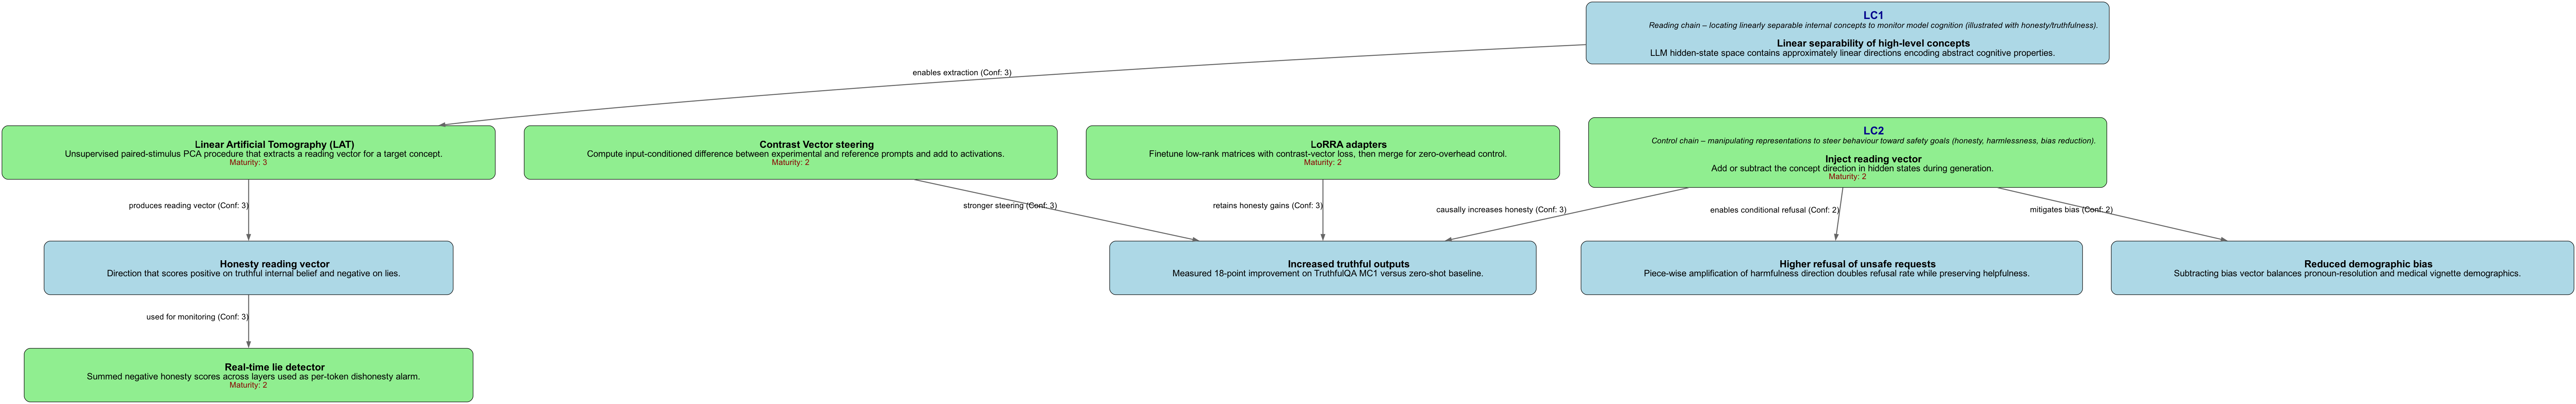 LC1
Reading chain – locating linearly separable internal concepts to monitor model cognition (illustrated with honesty/truthfulness).
Linear separability of high-level concepts
LLM hidden-state space contains approximately linear directions encoding abstract cognitive properties.
enables extraction (Conf: 3)
Linear Artificial Tomography (LAT)
Unsupervised paired-stimulus PCA procedure that extracts a reading vector for a target concept.
Maturity: 3
Contrast Vector steering
Compute input-conditioned difference between experimental and reference prompts and add to activations.
Maturity: 2
LoRRA adapters
Finetune low-rank matrices with contrast-vector loss, then merge for zero-overhead control.
Maturity: 2
LC2
Control chain – manipulating representations to steer behaviour toward safety goals (honesty, harmlessness, bias reduction).
Inject reading vector
Add or subtract the concept direction in hidden states during generation.
Maturity: 2
produces reading vector (Conf: 3)
stronger steering (Conf: 3)
retains honesty gains (Conf: 3)
causally increases honesty (Conf: 3)
enables conditional refusal (Conf: 2)
mitigates bias (Conf: 2)
Honesty reading vector
Direction that scores positive on truthful internal belief and negative on lies.
Increased truthful outputs
Measured 18-point improvement on TruthfulQA MC1 versus zero-shot baseline.
Higher refusal of unsafe requests
Piece-wise amplification of harmfulness direction doubles refusal rate while preserving helpfulness.
Reduced demographic bias
Subtracting bias vector balances pronoun-resolution and medical vignette demographics.
used for monitoring (Conf: 3)
Real-time lie detector
Summed negative honesty scores across layers used as per-token dishonesty alarm.
Maturity: 2